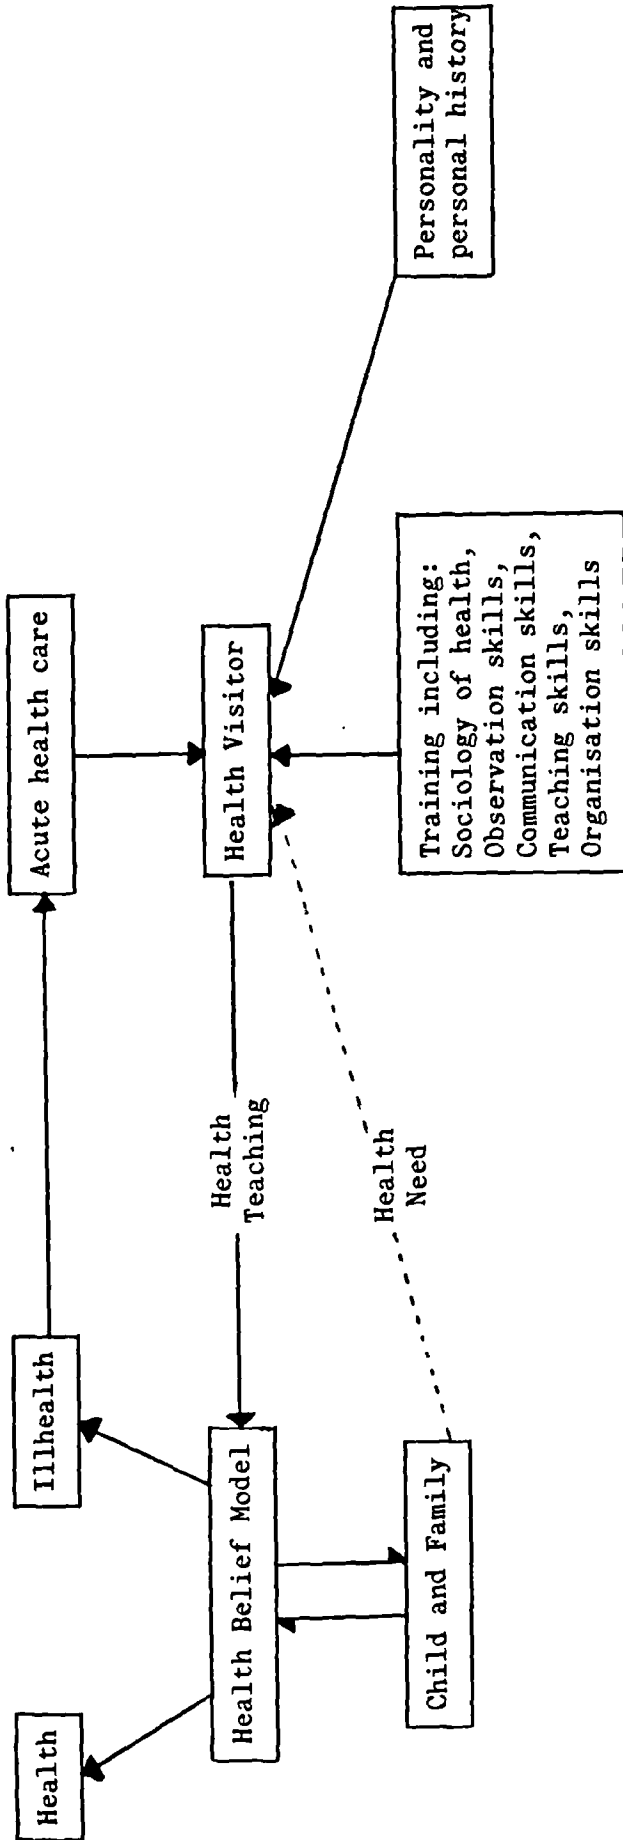 Health
Illhealth
Acute health care
Health Belief Model
Health
Teaching
Health Visitor
Child and Family
Health
Need
Training including:
Sociology of health,
Observation skills,
Communication skills,
Teaching skills,
Organisation skills
Personality and
personal history